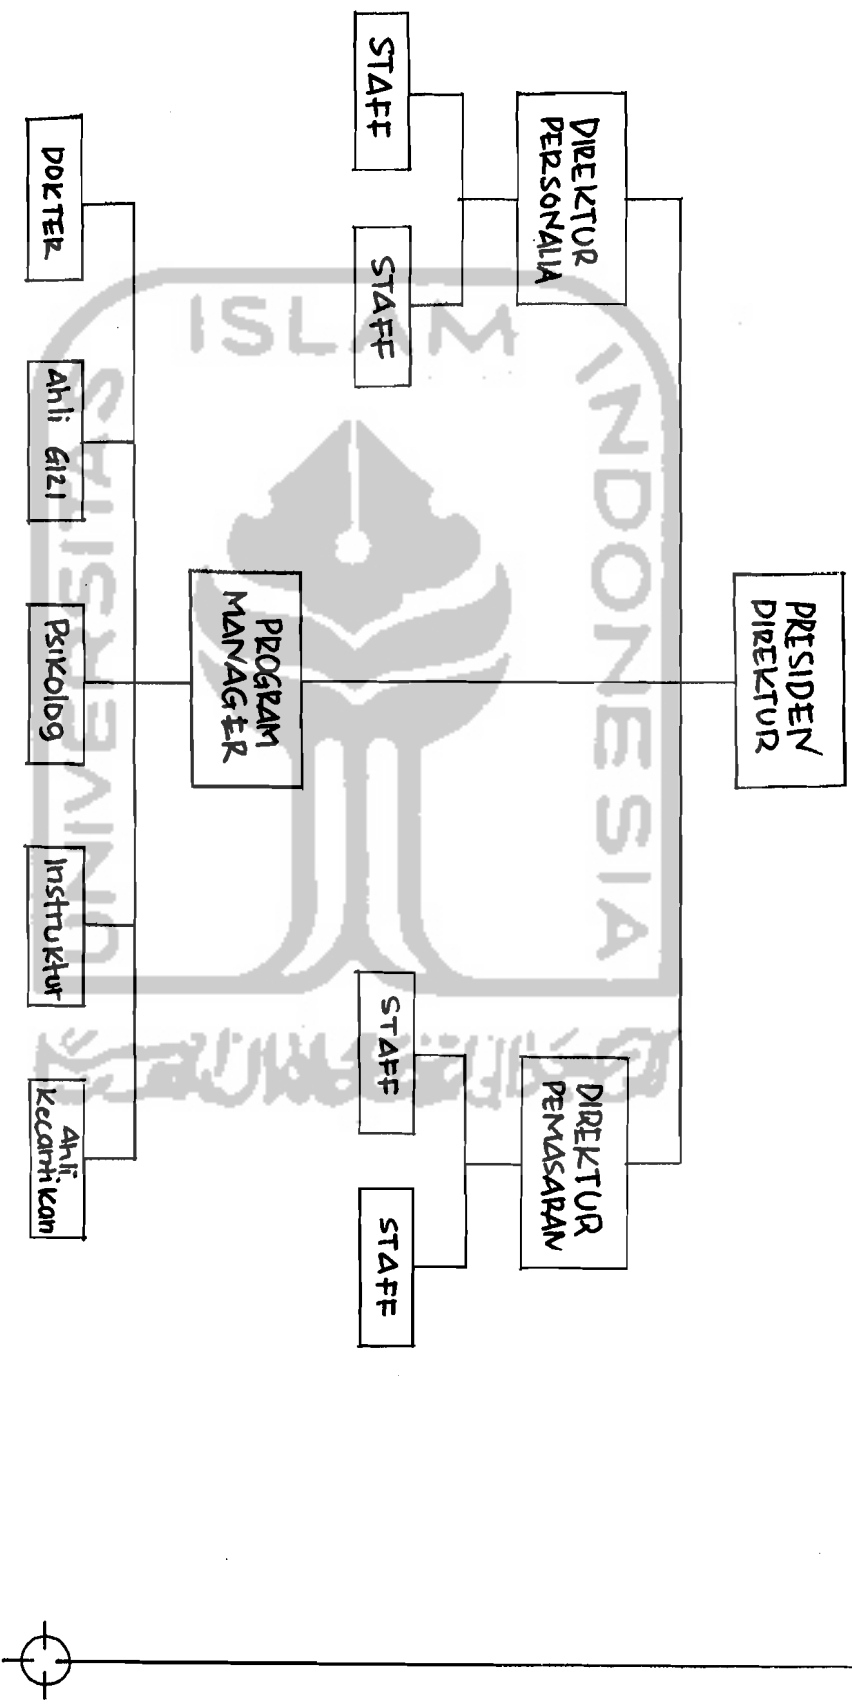 PRESIDEN
DIREKTUR
DIREKTUR
PERSONALIA
DIREKTUR
PEMASARAN
STAFF
STAFF
STAFF
STAFF
PROGRAM
MANAGER
DOKTER
Ahli GIZI
Psikolog
Instruktur
Ahli
Kecantikan
UNIVERSITAS
ISLAM
INDONESIA